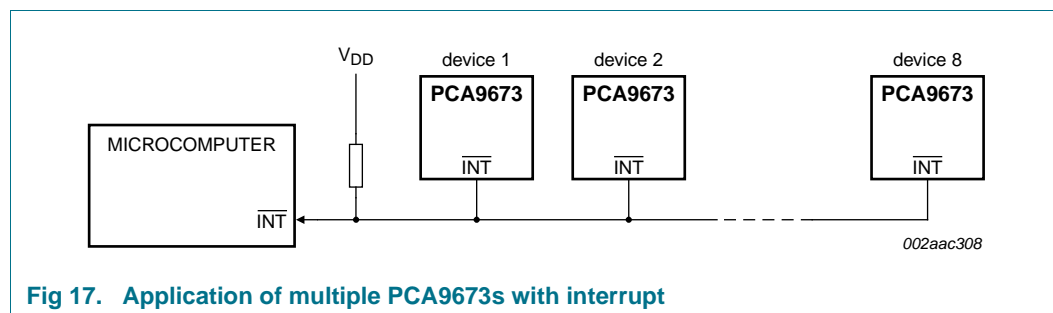 V_DD
device 1
device 2
device 8
PCA9673
PCA9673
PCA9673
MICROCOMPUTER
INT
INT
INT
INT
002aac308
Fig 17. Application of multiple PCA9673s with interrupt